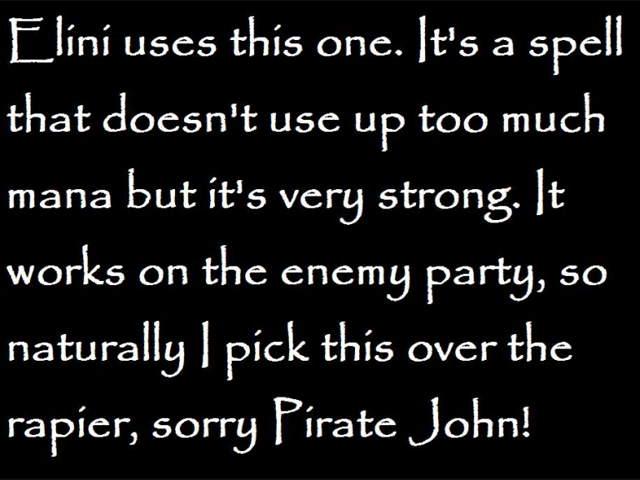 Elini uses this one. It's a spell
that doesn't use up too much
mana but it's very strong. It
works on the enemy party, so
naturally I pick this over the
rapier, sorry Pirate John!